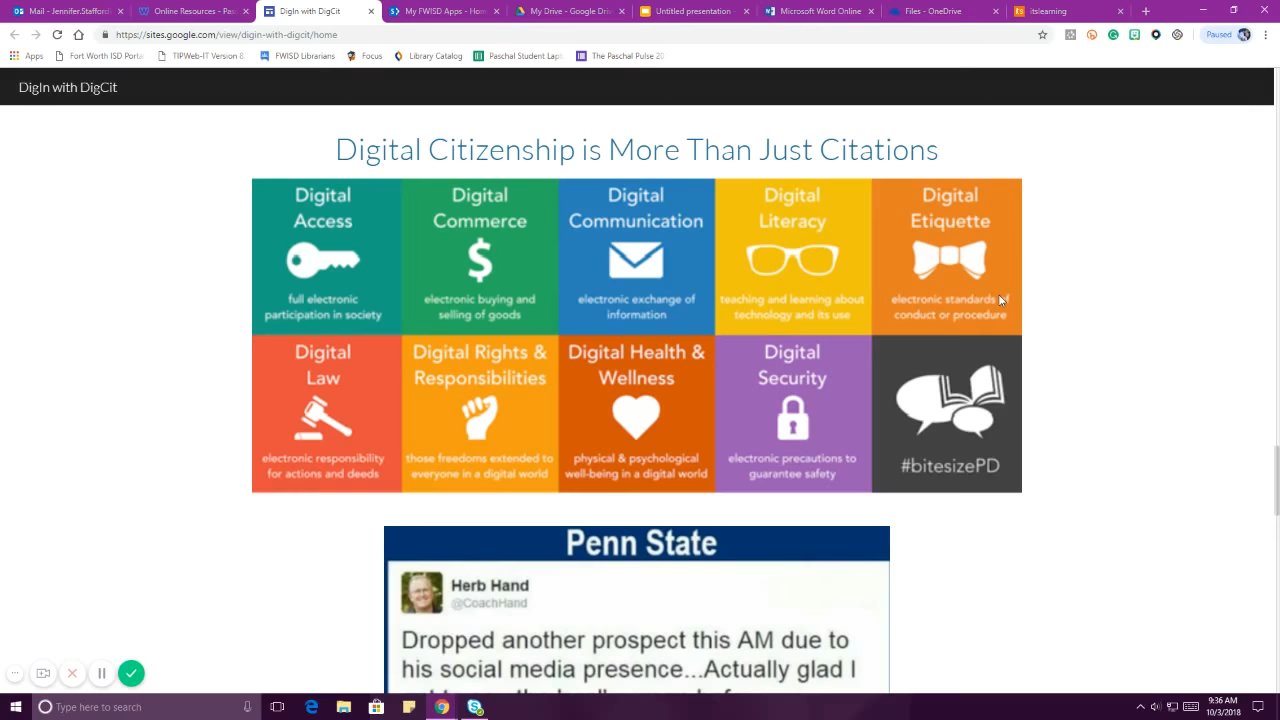 Mail - Jennifer.Stafford
Online Resources - Pas
DigIn with DigCit
My FWISD Apps - Hom
My Drive - Google Driv
Untitled presentation -
Microsoft Word Online
Files - OneDrive
itslearning
https://sites.google.com/view/digin-with-digcit/home
Paused
Apps
Fort Worth ISD Porta
TIPWeb-IT Version 8.
FWISD Librarians
Focus
Library Catalog
Paschal Student Lapt
The Paschal Pulse 20
DigIn with DigCit
Digital Citizenship is More Than Just Citations
Digital
Access
full electronic
participation in society
Digital
Commerce
$
electronic buying and
selling of goods
Digital
Communication
electronic exchange of
information
Digital
Literacy
teaching and learning about
technology and its use
Digital
Etiquette
electronic standards of
conduct or procedure
Digital
Law
electronic responsibility
for actions and deeds
Digital Rights &
Responsibilities
those freedoms extended to
everyone in a digital world
Digital Health &
Wellness
physical & psychological
well-being in a digital world
Digital
Security
electronic precautions to
guarantee safety
#bitesizePD
Penn State
Herb Hand
@CoachHand
Dropped another prospect this AM due to
his social media presence...Actually glad I
Type here to search
9:36 AM
10/3/2018